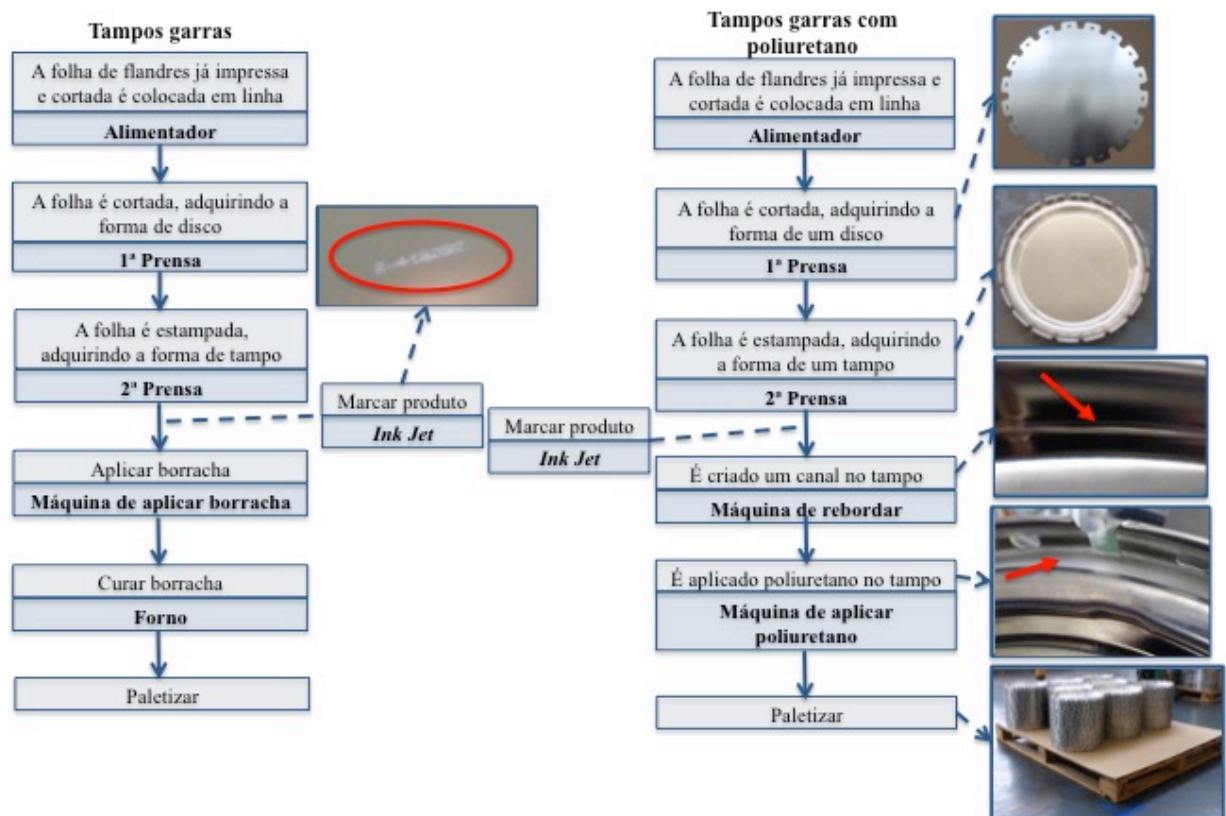 Tampos garras
A folha de flandres já impressa
e cortada é colocada em linha
Alimentador
A folha é cortada, adquirindo a
forma de disco
1ª Prensa
A folha é estampada,
adquirindo a forma de tampo
2ª Prensa
Marcar produto
Ink Jet
Aplicar borracha
Máquina de aplicar borracha
Curar borracha
Forno
Paletizar
Tampos garras com
poliuretano
A folha de flandres já impressa e
cortada é colocada em linha
Alimentador
A folha é cortada, adquirindo a
forma de um disco
1ª Prensa
A folha é estampada, adquirindo
a forma de um tampo
2ª Prensa
Marcar produto
Ink Jet
É criado um canal no tampo
Máquina de rebordar
É aplicado poliuretano no tampo
Máquina de aplicar
poliuretano
Paletizar